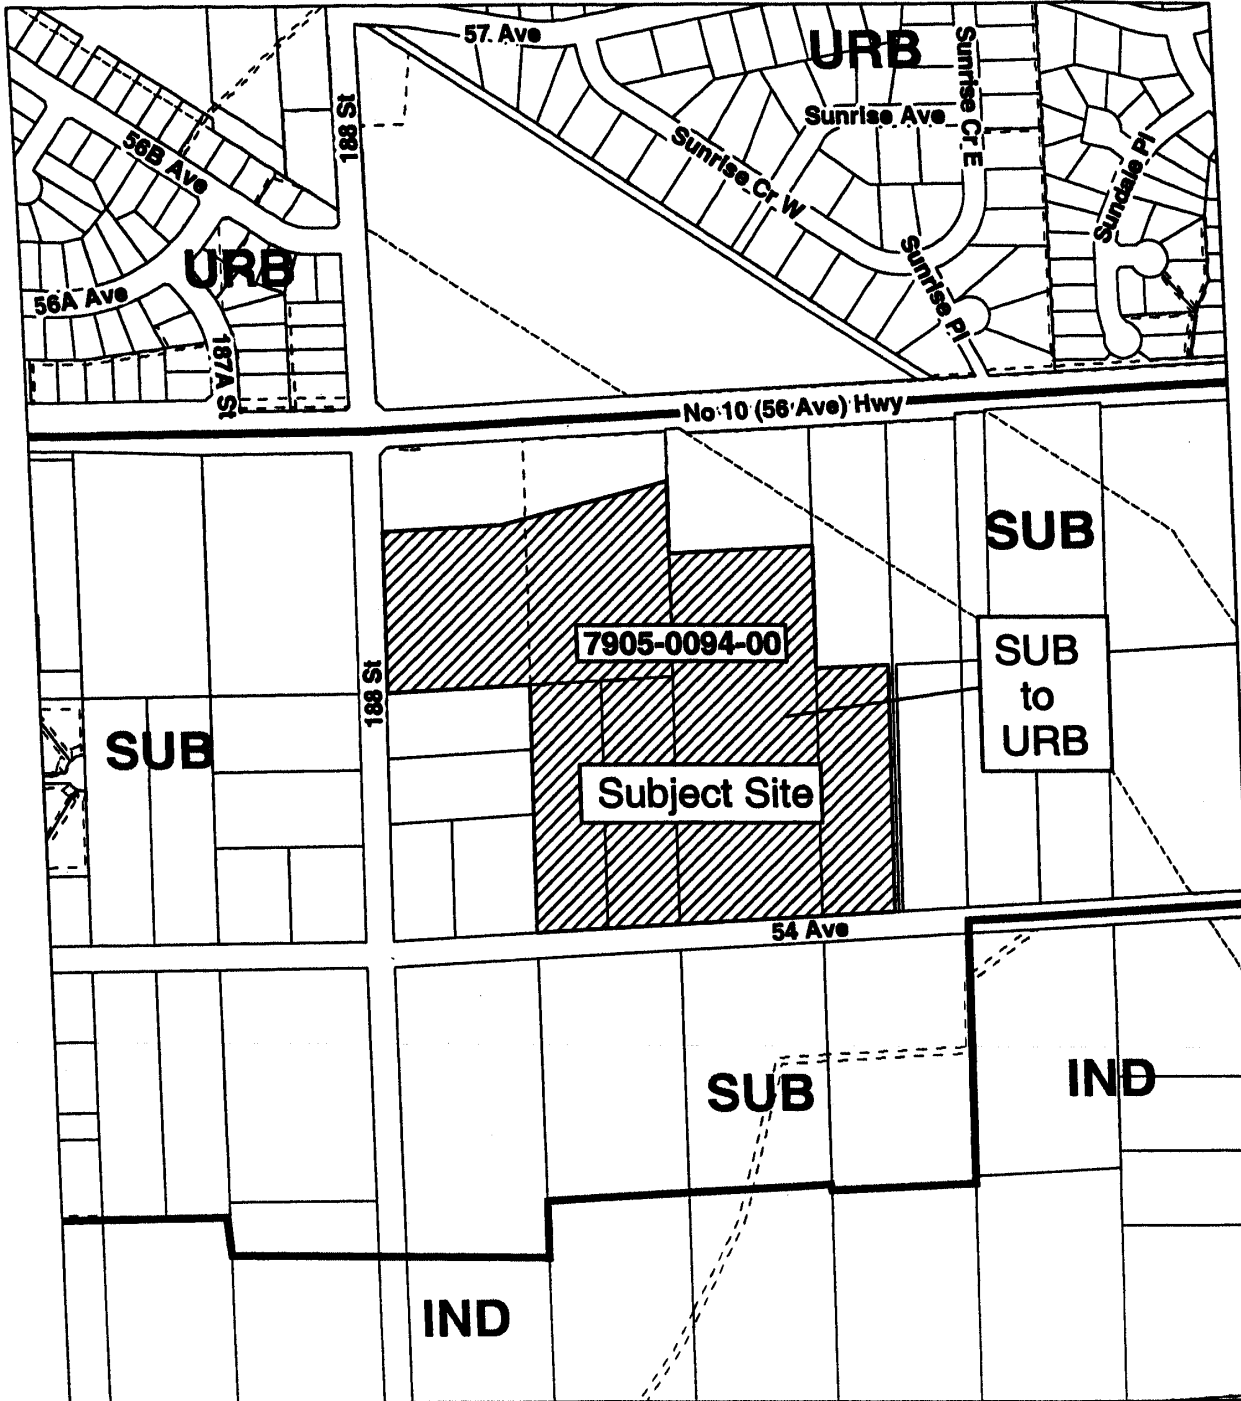 57 Ave
URB
Sunrise Cr E
188 St
Sunrise Ave
56B Ave
Sunrise Cr W
Sundale Pl
URB
Sunrise Pl
56A Ave
187A St
No 10 (56 Ave) Hwy
SUB
7905-0094-00
SUB
to
URB
188 St
SUB
Subject Site
54 Ave
SUB
IND
IND